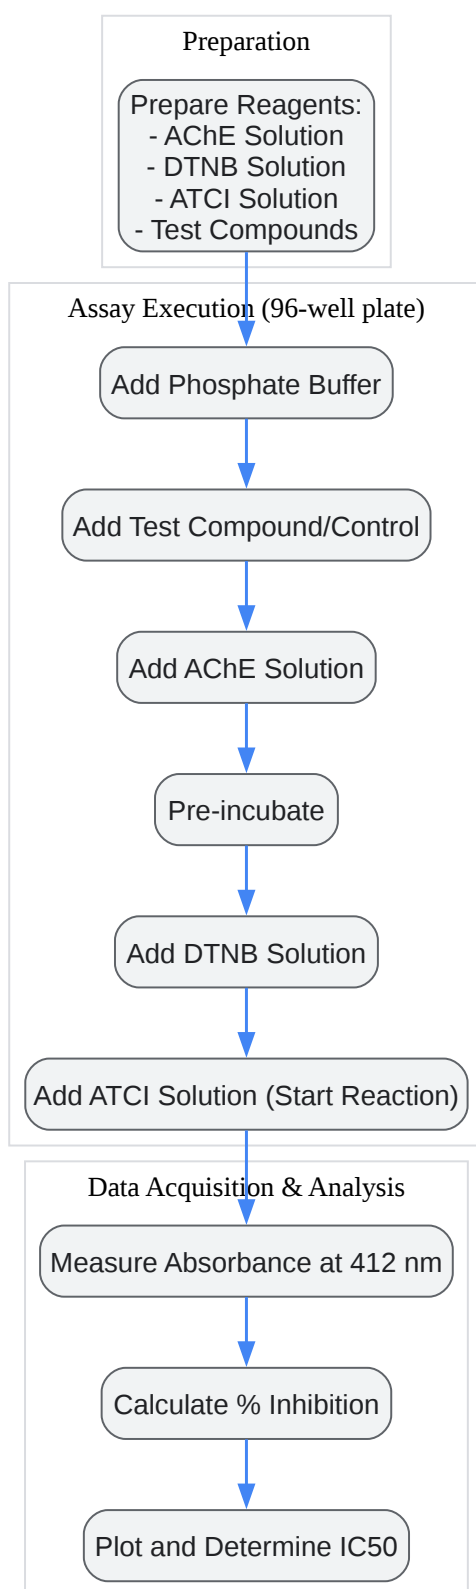 Preparation
Prepare Reagents:
- AChE Solution
- DTNB Solution
- ATCI Solution
- Test Compounds
Assay Execution (96-well plate)
Add Phosphate Buffer
Add Test Compound/Control
Add AChE Solution
Pre-incubate
Add DTNB Solution
Add ATCI Solution (Start Reaction)
Data Acquisition & Analysis
Measure Absorbance at 412 nm
Calculate % Inhibition
Plot and Determine IC50